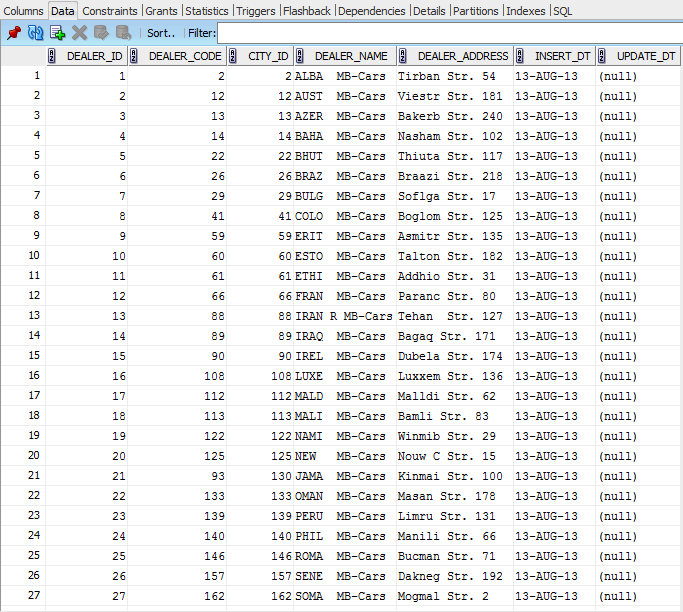 Columns Data Constraints Grants Statistics Triggers Flashback Dependencies Details Partitions Indexes SQL
Sort.. Filter:
DEALER_ID DEALER_CODE CITY_ID DEALER_NAME DEALER_ADDRESS INSERT_DT UPDATE_DT
1 1 2 2 ALBA MB-Cars Tirban Str. 54 13-AUG-13 (null)
2 2 12 12 AUST MB-Cars Viestr Str. 181 13-AUG-13 (null)
3 3 13 13 AZER MB-Cars Bakerb Str. 240 13-AUG-13 (null)
4 4 14 14 BAHA MB-Cars Nasham Str. 102 13-AUG-13 (null)
5 5 22 22 BHUT MB-Cars Thiuta Str. 117 13-AUG-13 (null)
6 6 26 26 BRAZ MB-Cars Braazi Str. 218 13-AUG-13 (null)
7 7 29 29 BULG MB-Cars Soflga Str. 17 13-AUG-13 (null)
8 8 41 41 COLO MB-Cars Boglom Str. 125 13-AUG-13 (null)
9 9 59 59 ERIT MB-Cars Asmitr Str. 135 13-AUG-13 (null)
10 10 60 60 ESTO MB-Cars Talton Str. 182 13-AUG-13 (null)
11 11 61 61 ETHI MB-Cars Addhio Str. 31 13-AUG-13 (null)
12 12 66 66 FRAN MB-Cars Paranc Str. 80 13-AUG-13 (null)
13 13 88 88 IRAN R MB-Cars Tehan Str. 127 13-AUG-13 (null)
14 14 89 89 IRAQ MB-Cars Bagaq Str. 171 13-AUG-13 (null)
15 15 90 90 IREL MB-Cars Dubela Str. 174 13-AUG-13 (null)
16 16 108 108 LUXE MB-Cars Luxxem Str. 136 13-AUG-13 (null)
17 17 112 112 MALD MB-Cars Malldi Str. 62 13-AUG-13 (null)
18 18 113 113 MALI MB-Cars Bamli Str. 83 13-AUG-13 (null)
19 19 122 122 NAMI MB-Cars Winmib Str. 29 13-AUG-13 (null)
20 20 125 125 NEW MB-Cars Nouw C Str. 15 13-AUG-13 (null)
21 21 93 130 JAMA MB-Cars Kinmai Str. 100 13-AUG-13 (null)
22 22 133 133 OMAN MB-Cars Masan Str. 178 13-AUG-13 (null)
23 23 139 139 PERU MB-Cars Limru Str. 131 13-AUG-13 (null)
24 24 140 140 PHIL MB-Cars Manili Str. 66 13-AUG-13 (null)
25 25 146 146 ROMA MB-Cars Bucman Str. 71 13-AUG-13 (null)
26 26 157 157 SENE MB-Cars Dakneg Str. 192 13-AUG-13 (null)
27 27 162 162 SOMA MB-Cars Mogmal Str. 2 13-AUG-13 (null)